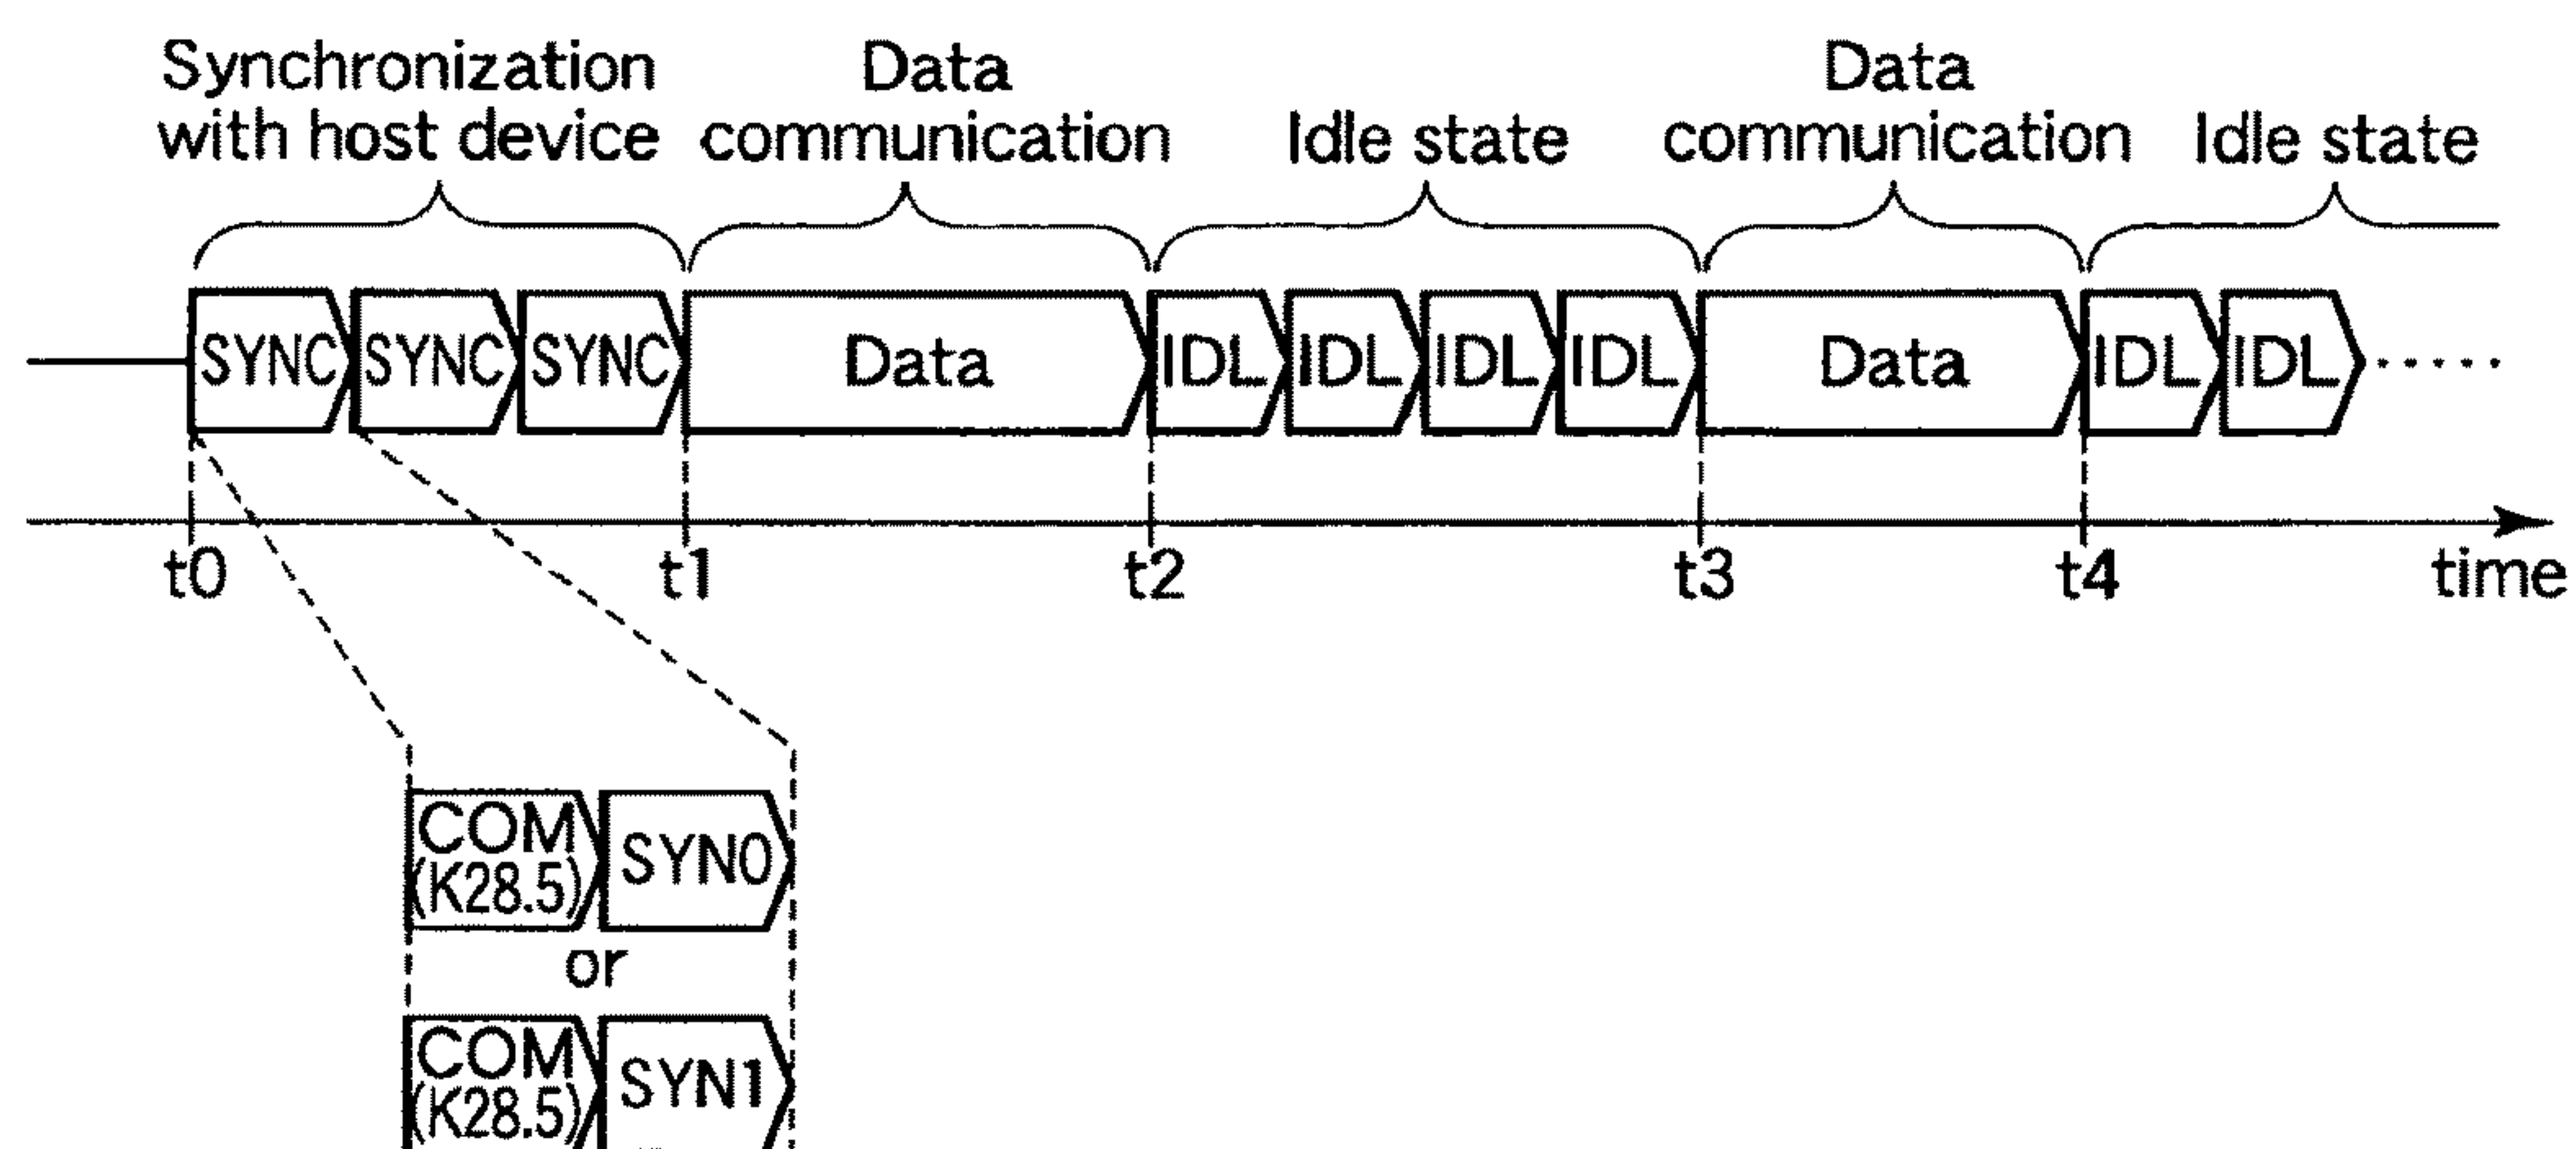 Synchronization
with host device
Data
communication
Idle state
Data
communication
Idle state
SYNC SYNC SYNC Data IDL IDL IDL IDL Data IDL IDL
t0 t1 t2 t3 t4 time
COM
(K28.5)
SYN0
or
COM
(K28.5)
SYN1